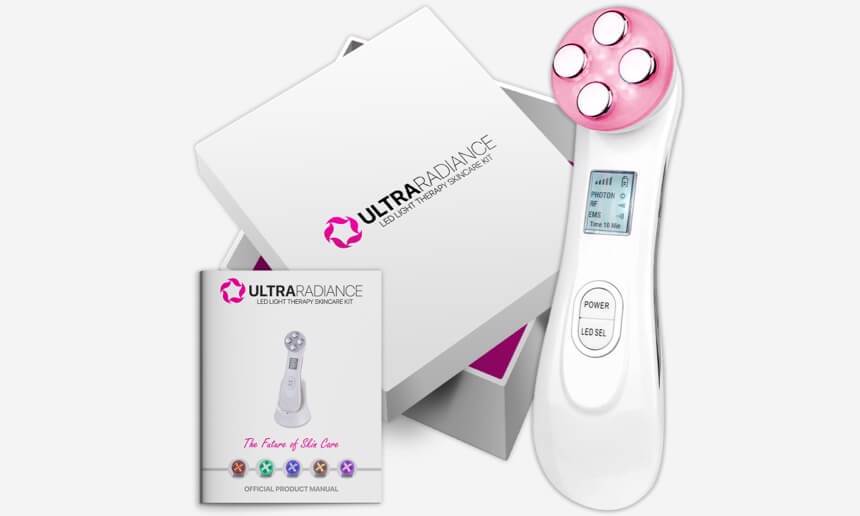 ULTRARADIANCE
LED LIGHT THERAPY SKINCARE KIT
PHOTON
RF
EMS
Time 10 Min
POWER
LED SEL
ULTRARADIANCE
LED LIGHT THERAPY SKINCARE KIT
The Future of Skin Care
OFFICIAL PRODUCT MANUAL